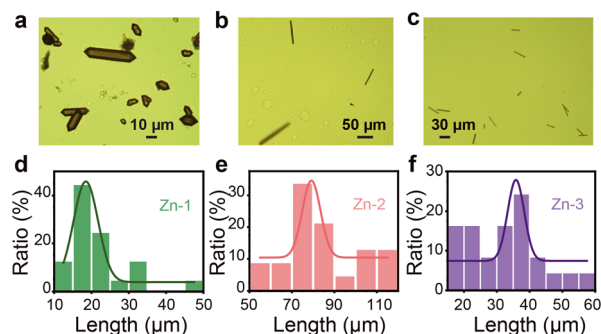 a
b
c
10 µm
50 µm
30 µm
d
e
f
Zn-1
Zn-2
Zn-3
Ratio (%)
40
20
0
10 20 30 40 50
Length (µm)
Ratio (%)
30
20
10
0
50 70 90 110
Length (µm)
Ratio (%)
30
20
10
0
20 30 40 50 60
Length (µm)